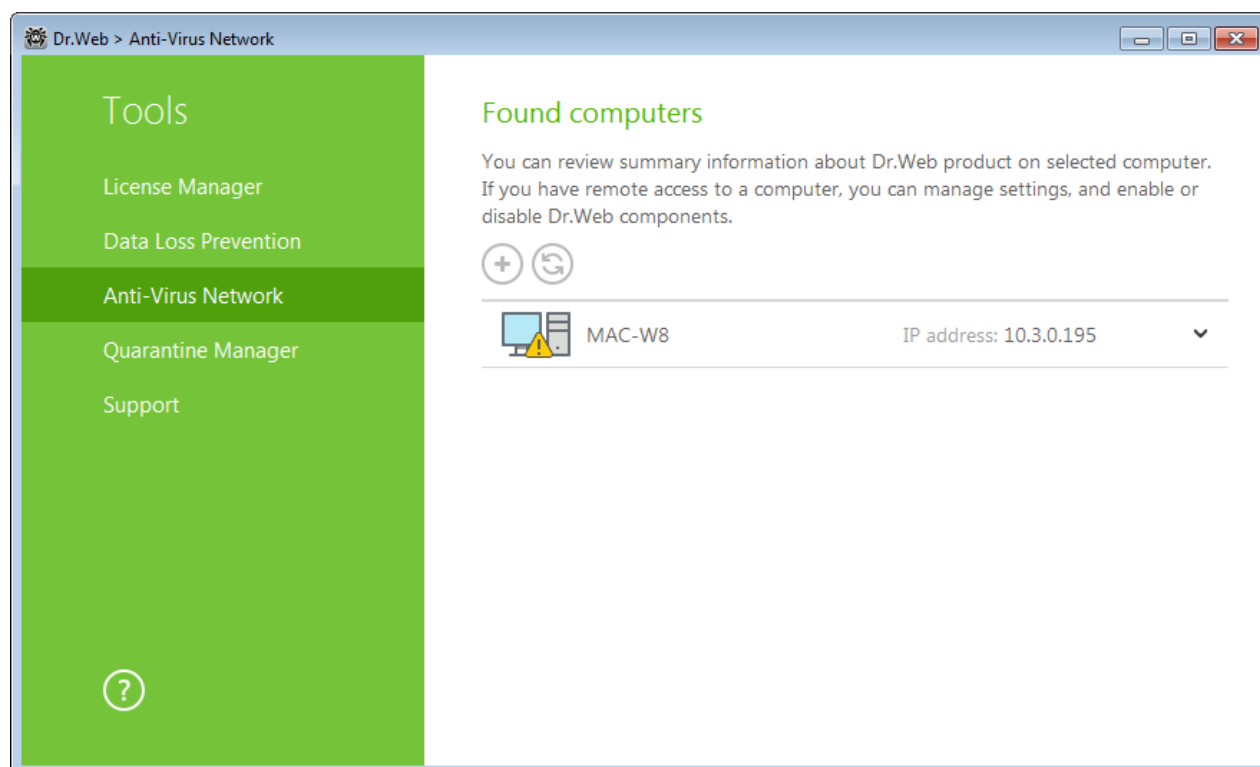 Dr.Web > Anti-Virus Network
Tools
License Manager
Data Loss Prevention
Anti-Virus Network
Quarantine Manager
Support
?
Found computers
You can review summary information about Dr.Web product on selected computer.
If you have remote access to a computer, you can manage settings, and enable or
disable Dr.Web components.
MAC-W8 IP address: 10.3.0.195